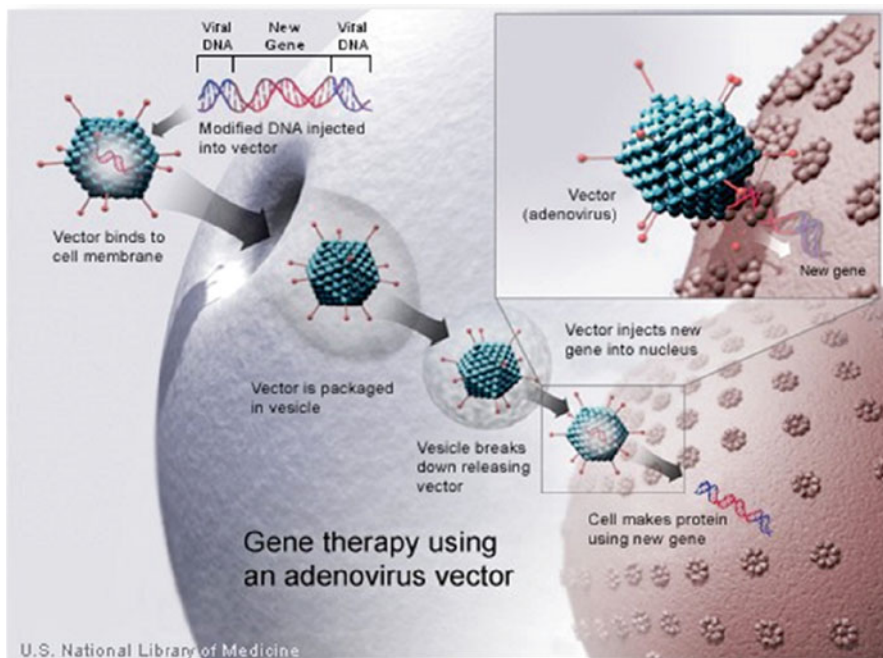 Viral DNA
New Gene
Viral DNA
Modified DNA injected
into vector
Vector binds to
cell membrane
Vector
(adenovirus)
New gene
Vector injects new
gene into nucleus
Vector is packaged
in vesicle
Vesicle breaks
down releasing
vector
Cell makes protein
using new gene
Gene therapy using
an adenovirus vector
U.S. National Library of Medicine